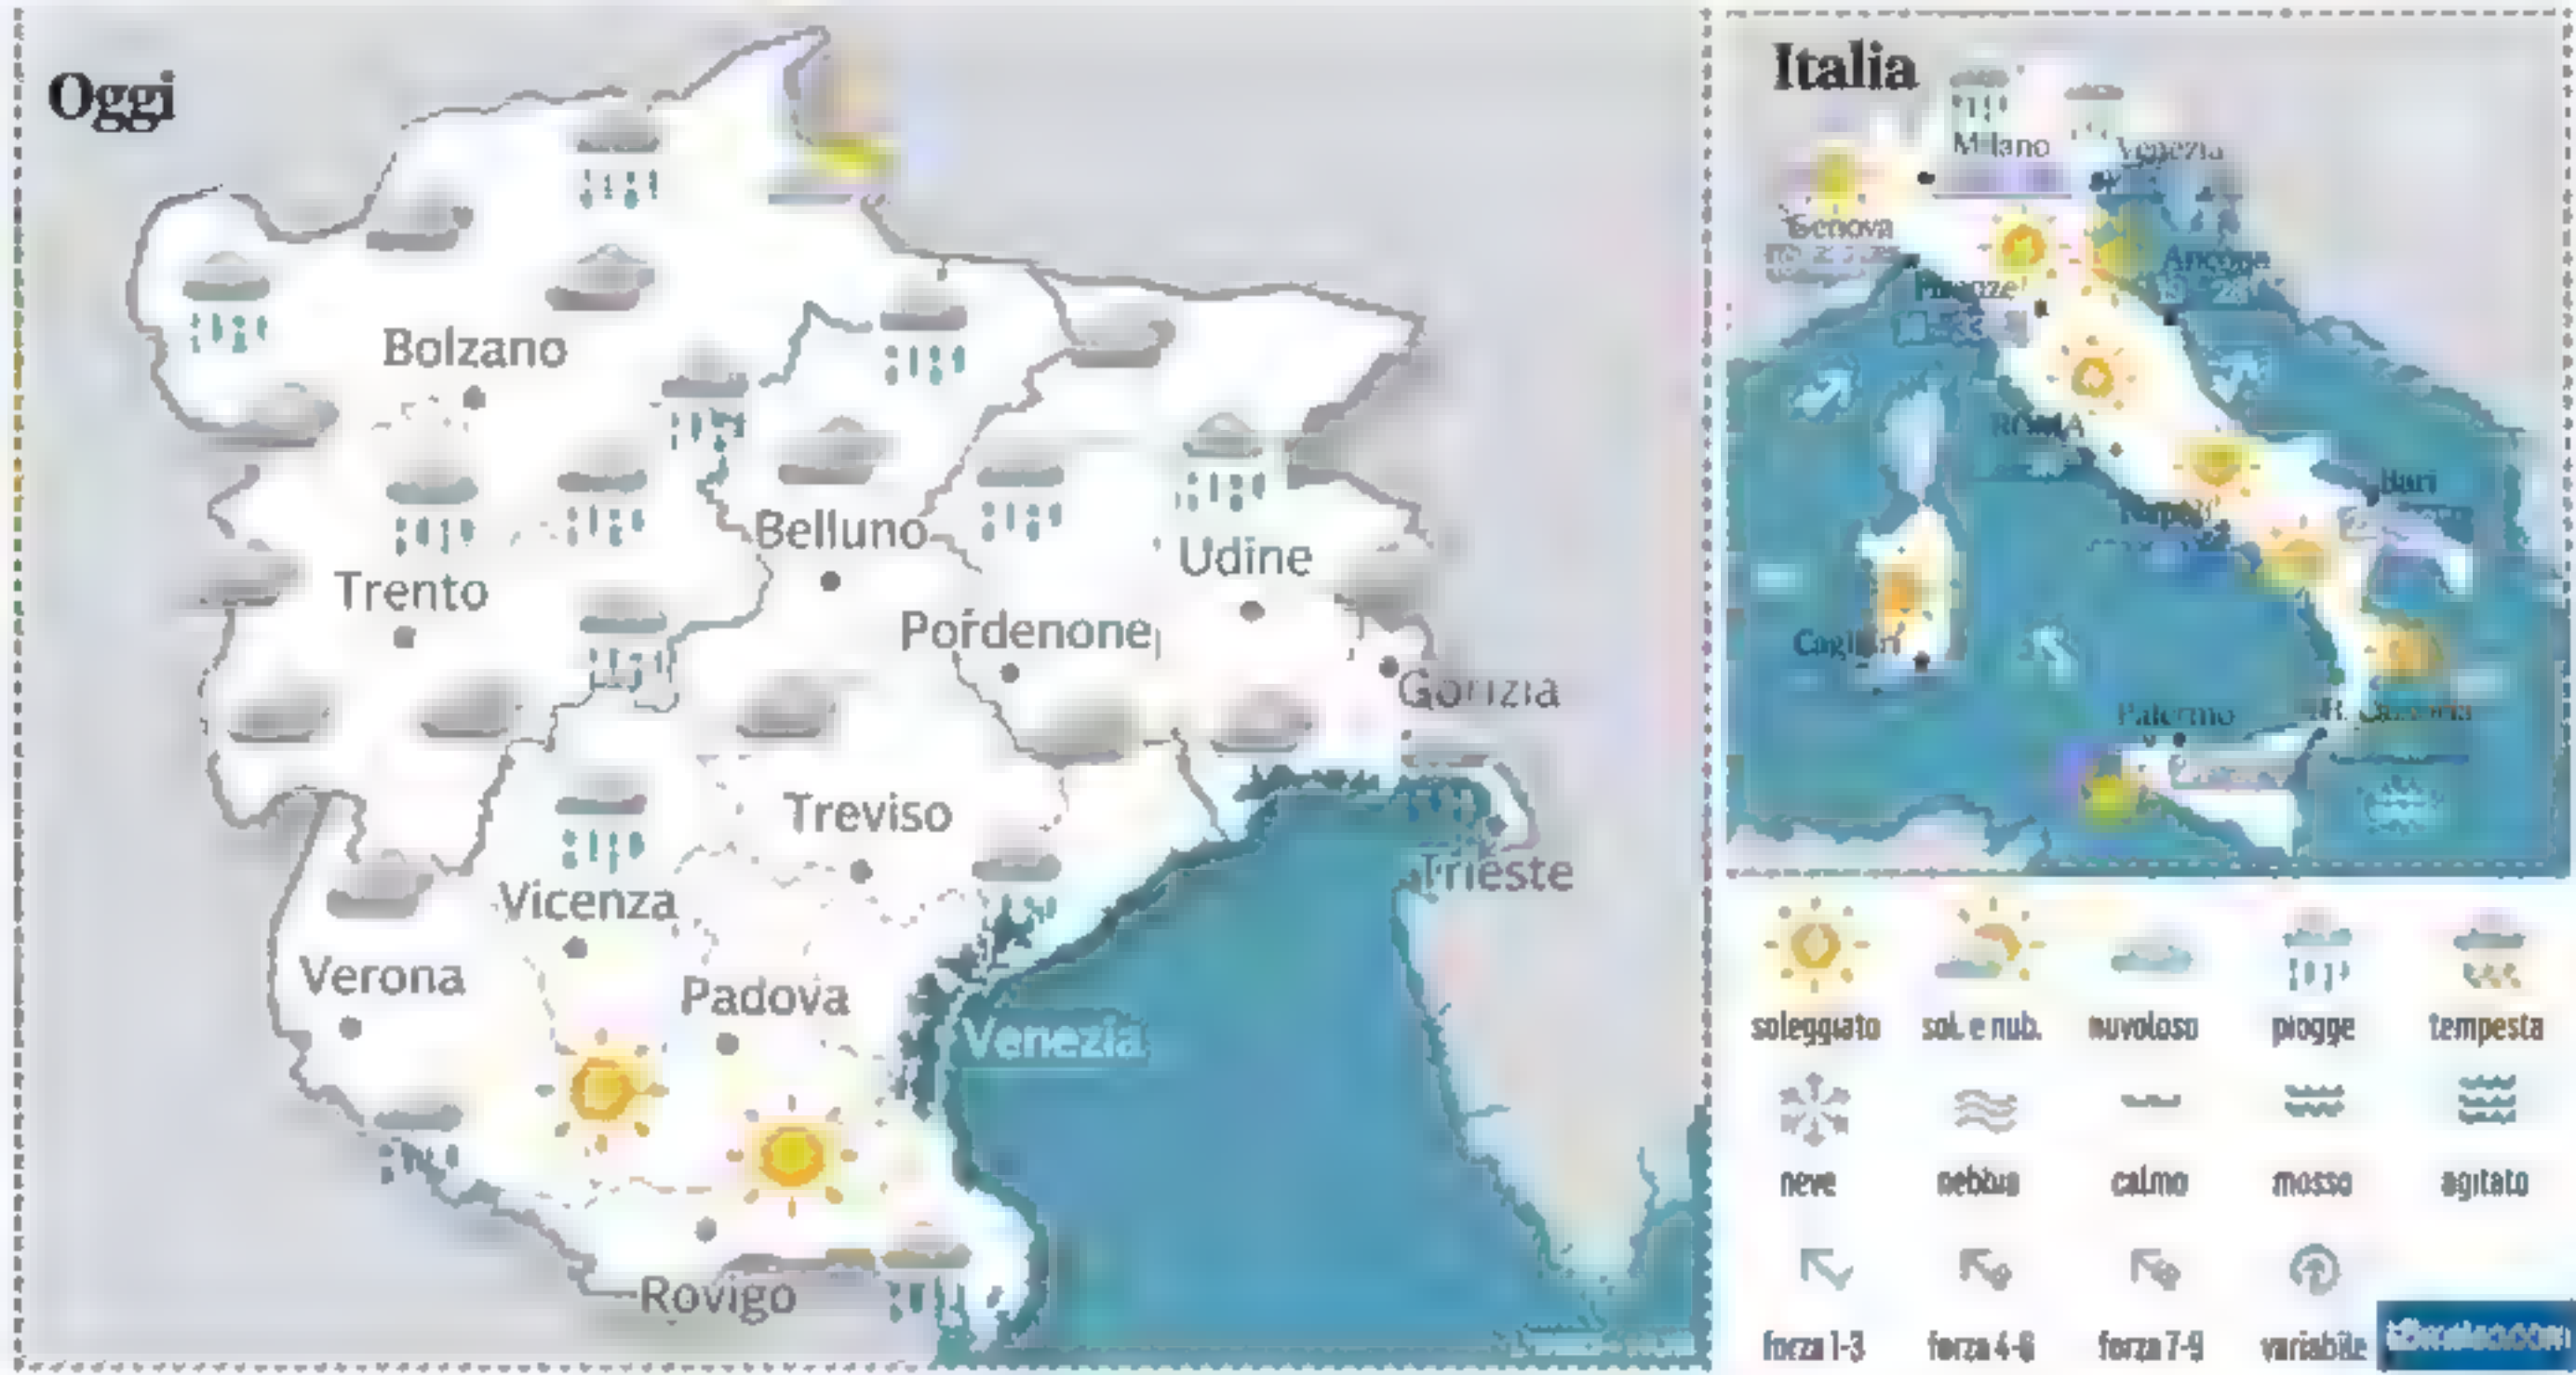 Oggi
Bolzano
Trento
Belluno
Udine
Pordenone
Gorizia
Treviso
Trieste
Vicenza
Verona
Padova
Venezia
Rovigo
Italia
Milano
Venezia
Genova
Firenze
Ancona
ROMA
Bari
Napoli
Cagliari
Palermo
soleggiato
sol. e nub.
nuvoloso
piogge
tempesta
neve
nebbia
calmo
mosso
agitato
forza 1-3
forza 4-6
forza 7-9
variabile